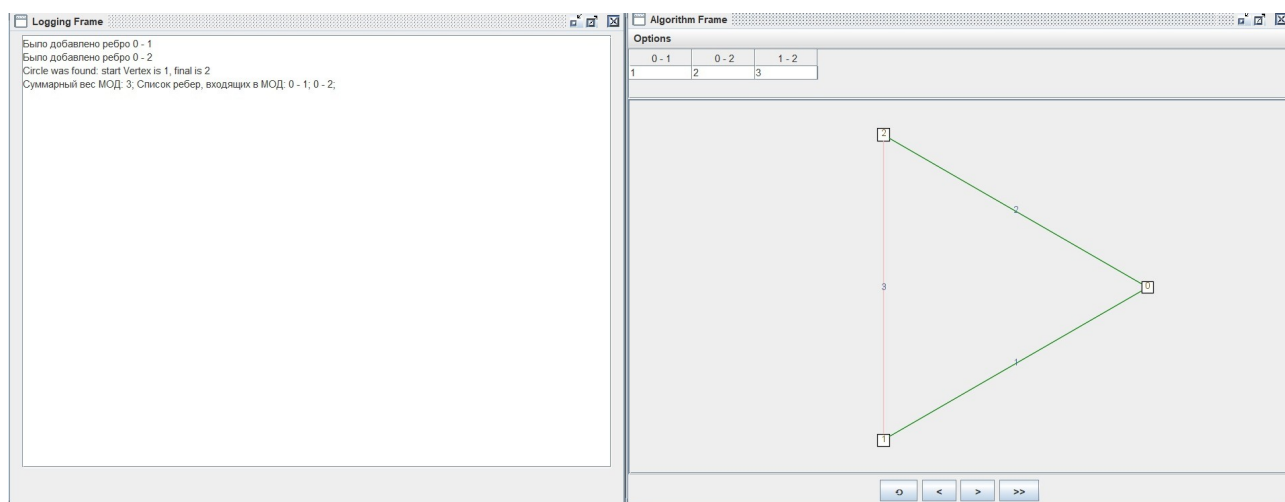 Logging Frame
Было добавлено ребро 0 - 1
Было добавлено ребро 0 - 2
Circle was found: start Vertex is 1, final is 2
Суммарный вес МОД: 3; Список ребер, входящих в МОД: 0 - 1; 0 - 2;
Algorithm Frame
Options
0 - 1 0 - 2 1 - 2
1 2 3
2
2
3
0
1
1
< > >>